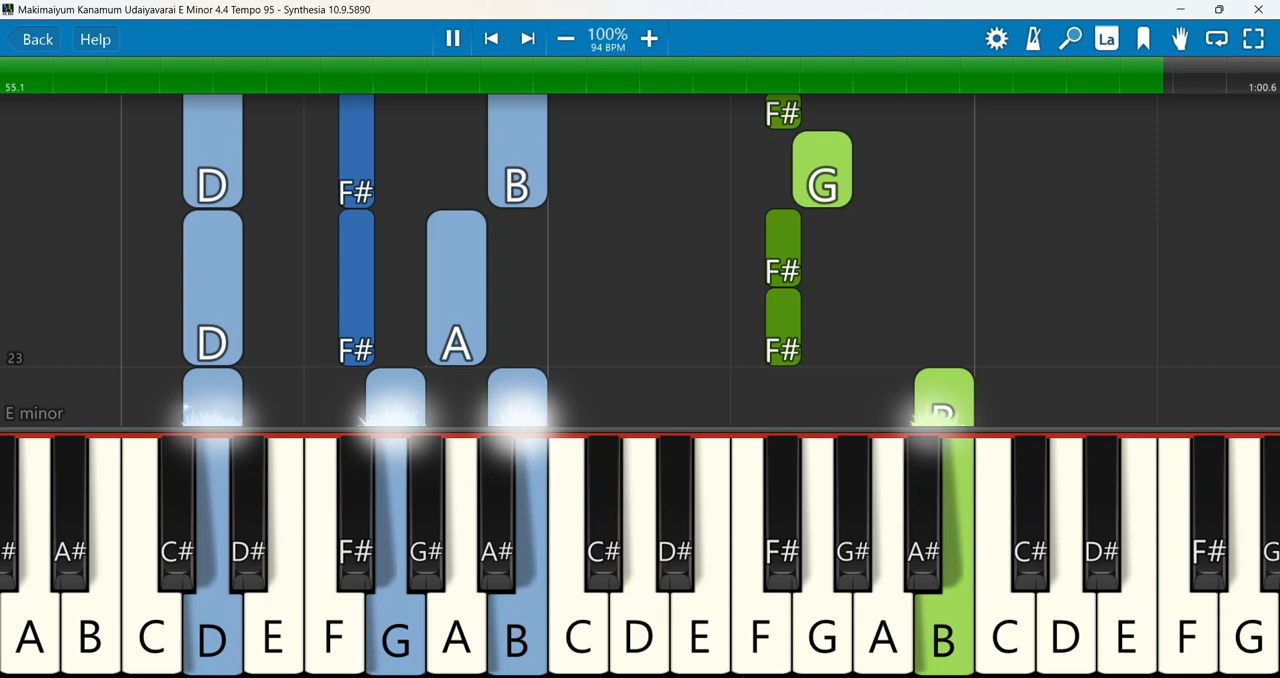 Makimaiyum Kanamum Udaiyavarai E Minor 4.4 Tempo 95 - Synthesia 10.9.5890
Back Help 100% La
94 BPM
55.1 1:00.6
F#
D F# B G
F#
23 D F# A F#
E minor B
# A# C# D# F# G# A# C# D# F# G# A# C# D# F# G
A B C D E F G A B C D E F G A B C D E F G